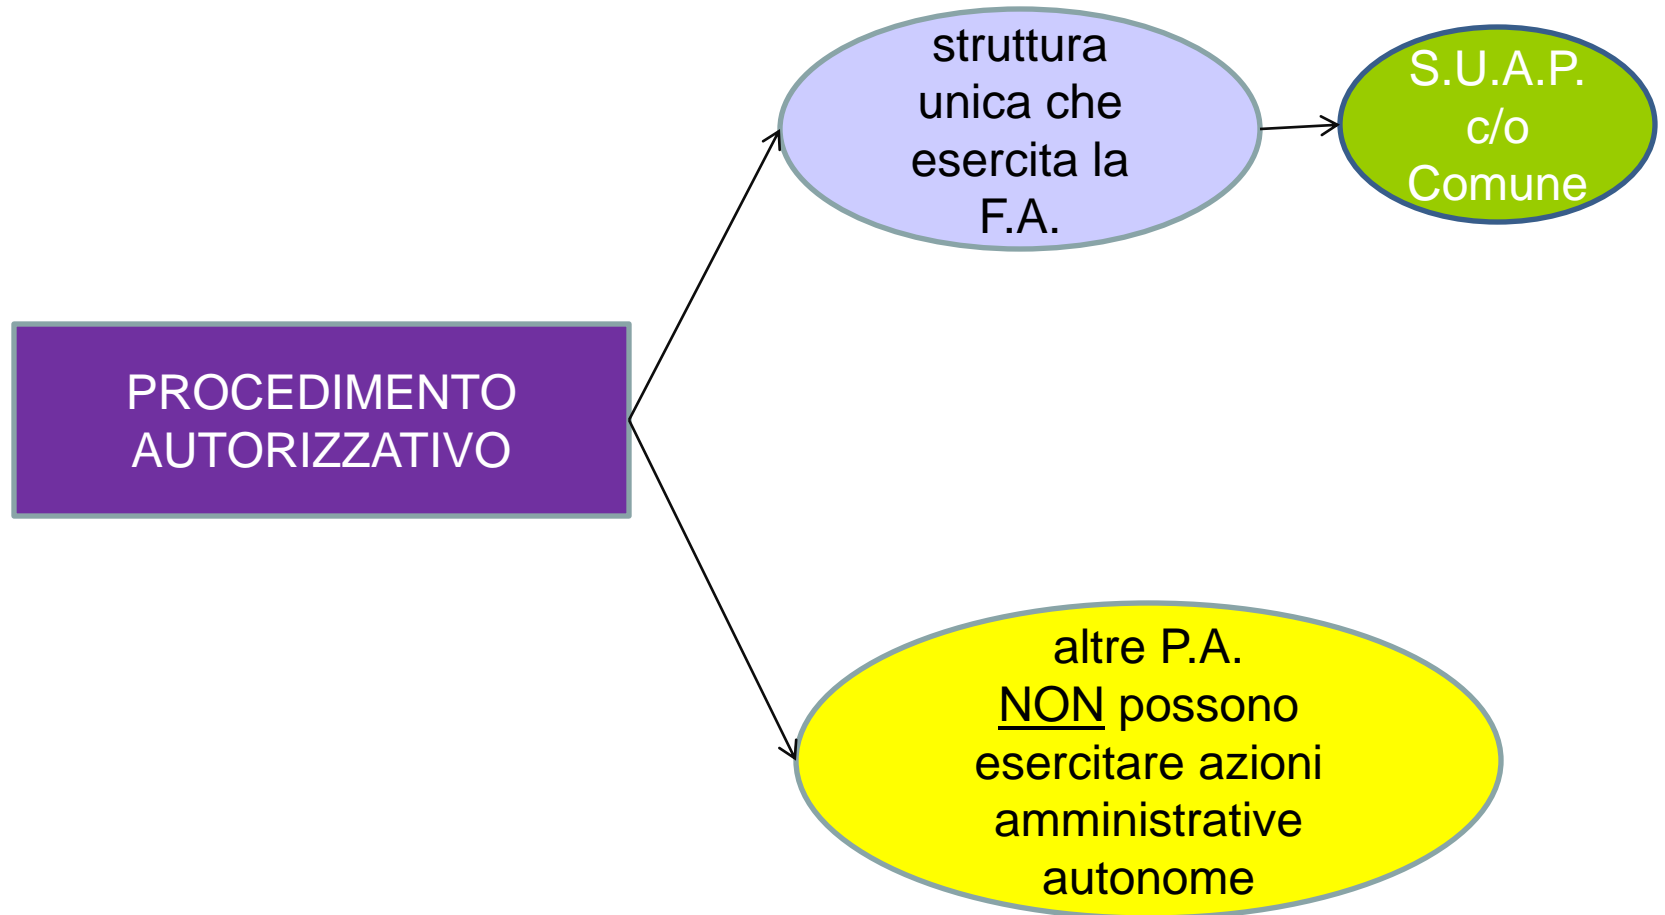 struttura
unica che
esercita la
F.A.
S.U.A.P.
c/o
Comune
PROCEDIMENTO
AUTORIZZATIVO
altre P.A.
NON possono
esercitare azioni
amministrative
autonome